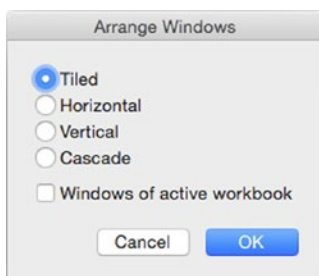 Arrange Windows
Tiled
Horizontal
Vertical
Cascade
Windows of active workbook
Cancel OK